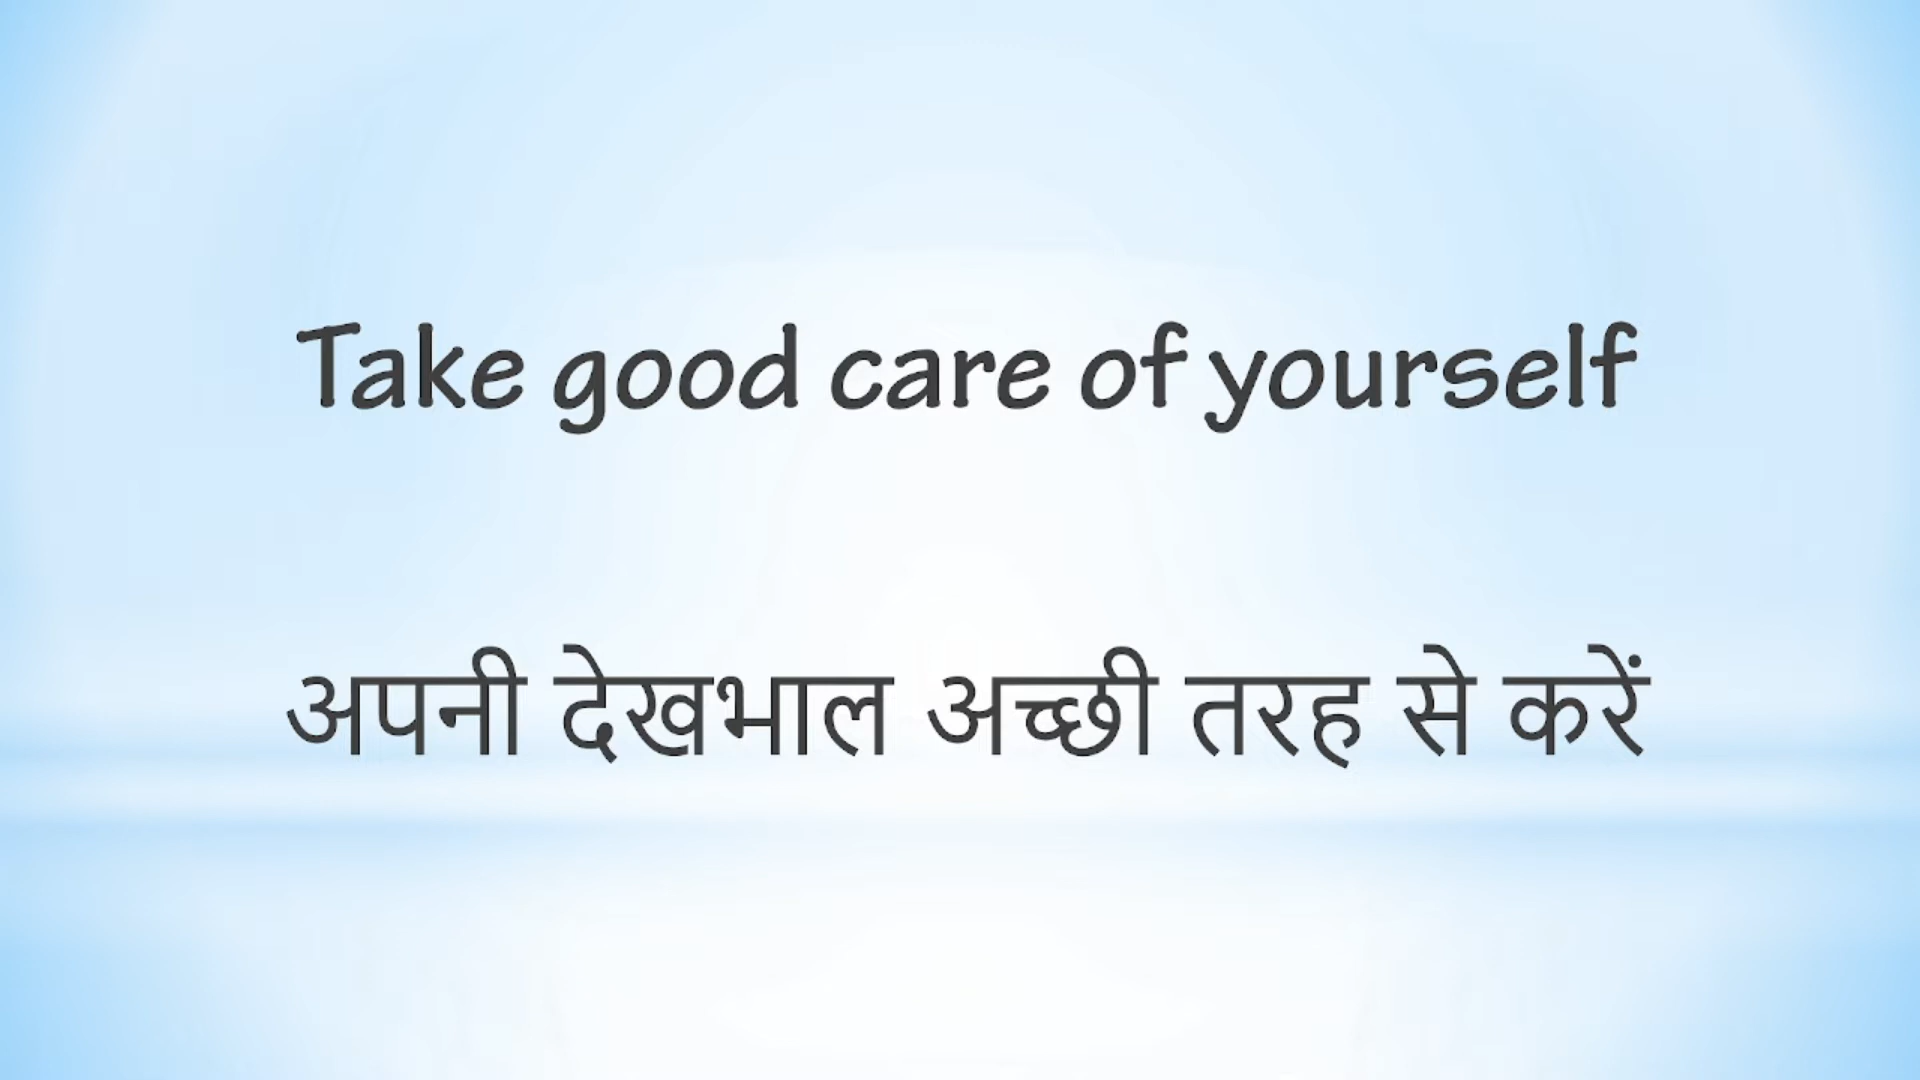 Take good care of yourself
अपनी देखभाल अच्छी तरह से करें